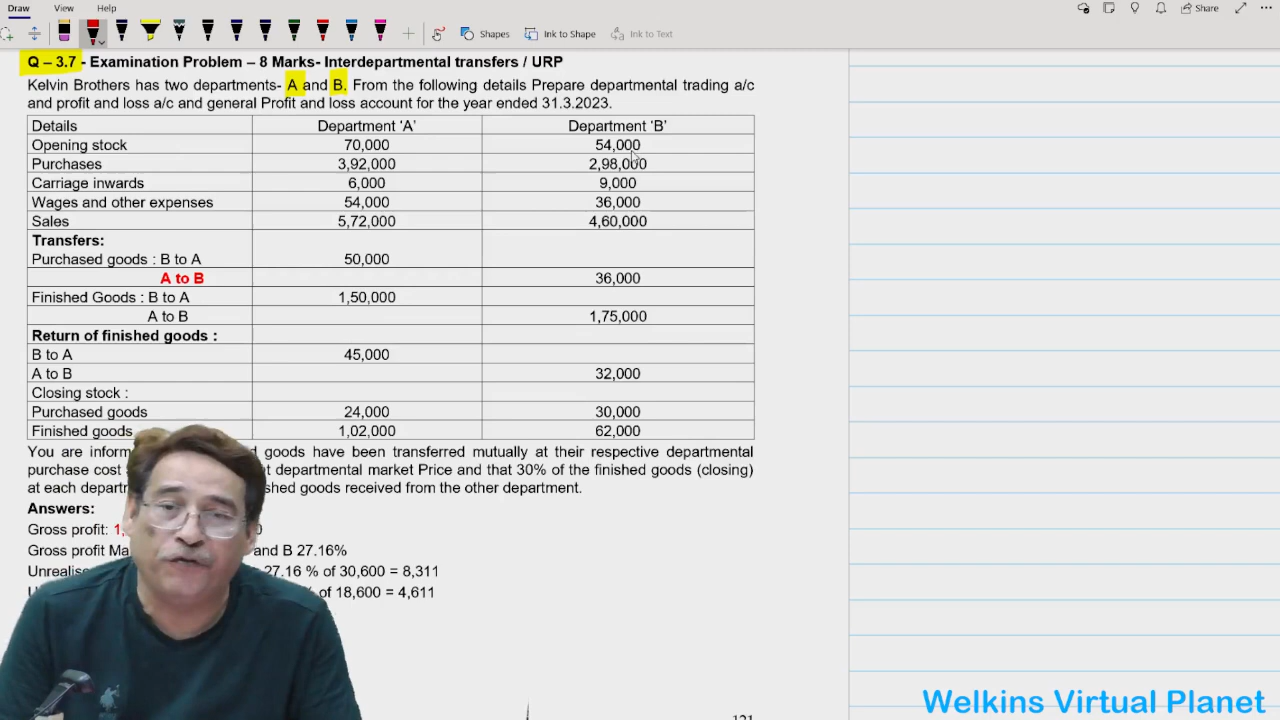 Draw View Help
Shapes Ink to Shape Ink to Text Share
Q – 3.7 - Examination Problem – 8 Marks- Interdepartmental transfers / URP
Kelvin Brothers has two departments- A and B. From the following details Prepare departmental trading a/c
and profit and loss a/c and general Profit and loss account for the year ended 31.3.2023.
Details Department ‘A’ Department ‘B’
Opening stock 70,000 54,000
Purchases 3,92,000 2,98,000
Carriage inwards 6,000 9,000
Wages and other expenses 54,000 36,000
Sales 5,72,000 4,60,000
Transfers:
Purchased goods : B to A 50,000
A to B 36,000
Finished Goods : B to A 1,50,000
A to B 1,75,000
Return of finished goods :
B to A 45,000
A to B 32,000
Closing stock :
Purchased goods 24,000 30,000
Finished goods 1,02,000 62,000
You are goods have been transferred mutually at their respective departmental
purchase cost departmental market Price and that 30% of the finished goods (closing)
at each goods received from the other department.
Answers:
Gross profit:
Gross profit and B 27.16%
27.16 % of 30,600 = 8,311
of 18,600 = 4,611
Welkins Virtual Planet